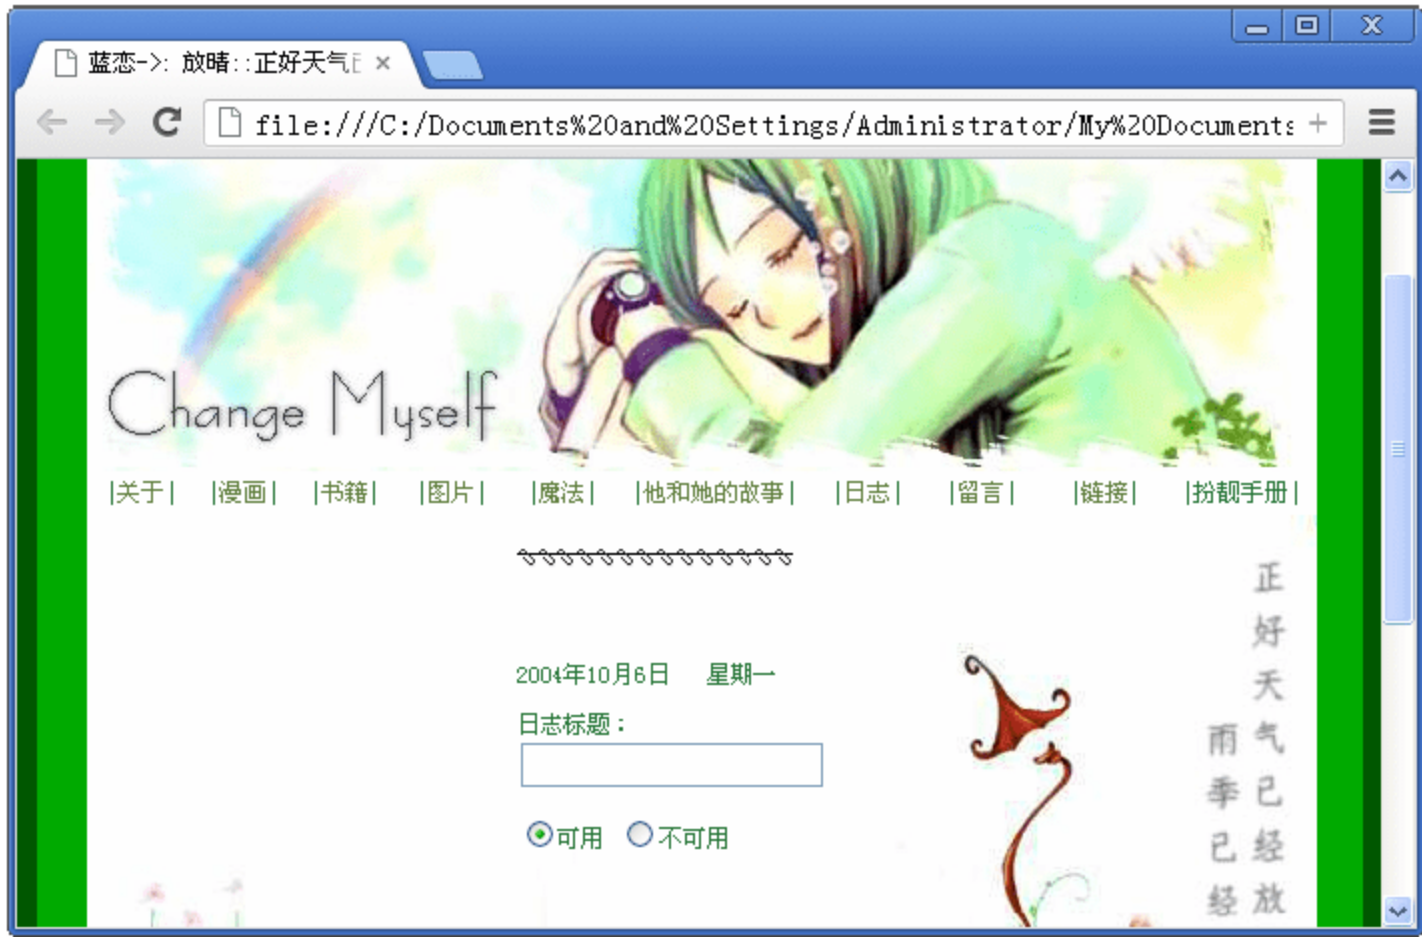 蓝恋->: 放晴::正好天气
file:///C:/Documents%20and%20Settings/Administrator/My%20Documents
Change Myself
|关于| |漫画| |书籍| |图片| |魔法| |他和她的故事| |日志| |留言| |链接| |扮靓手册|
2004年10月6日 星期一
日志标题：
可用 不可用
正好天气已经放
雨季已经